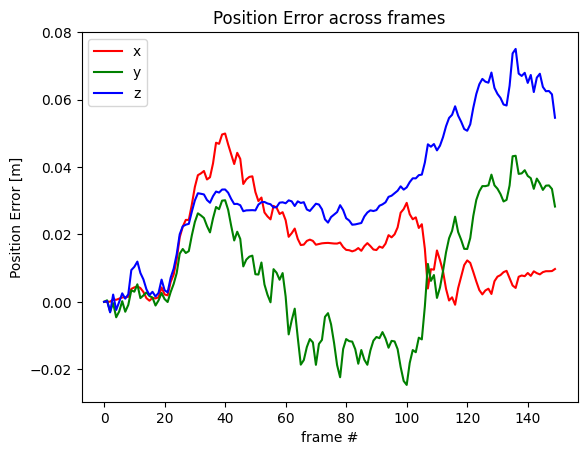 Position Error across frames
Position Error [m]
0.08
0.06
0.04
0.02
0.00
−0.02
x
y
z
0 20 40 60 80 100 120 140
frame #